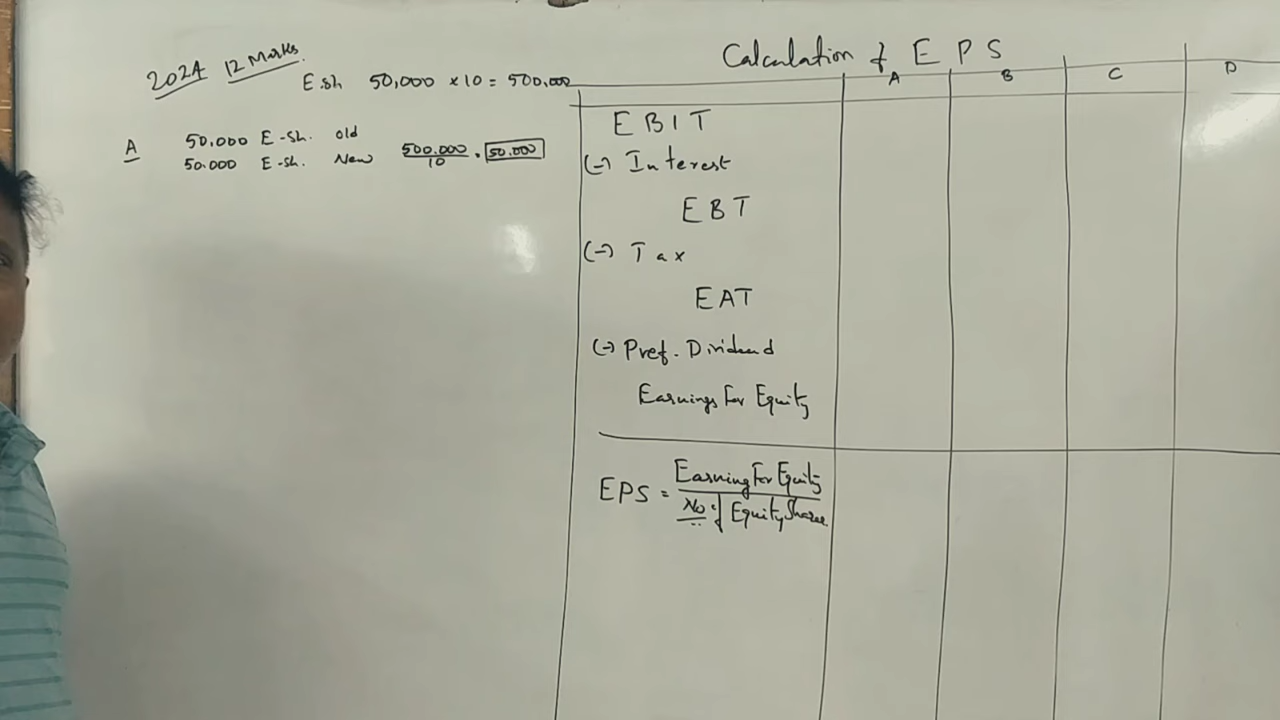 2024 12 Marks.
E.sh 50,000 × 10 = 500,000
A 50,000 E-Sh. old
50,000 E-sh. New 500,000/10 = 50,000
Calculation of EPS
A B C D
EBIT
(-) Interest
EBT
(-) Tax
EAT
(-) Pref. Dividend
Earnings For Equity
EPS = Earning For Equity / No of Equity Shares